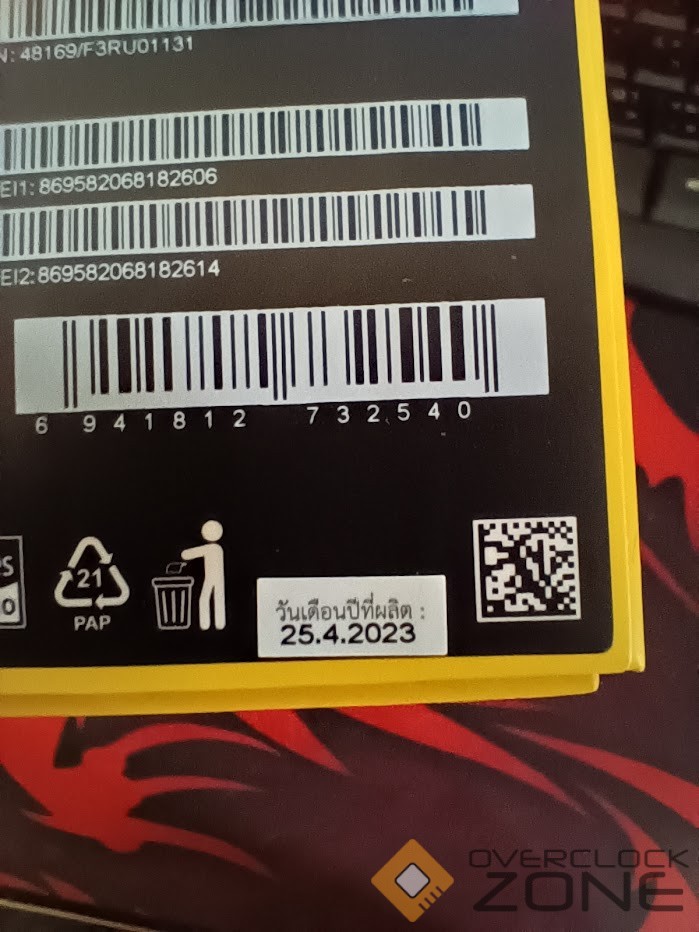 N: 48169/F3RU01131
EI1: 869582068182606
EI2: 869582068182614
6 941812 732540
S
0
21
PAP
วันเดือนปีที่ผลิต :
25.4.2023
OVERCLOCK
ZONE